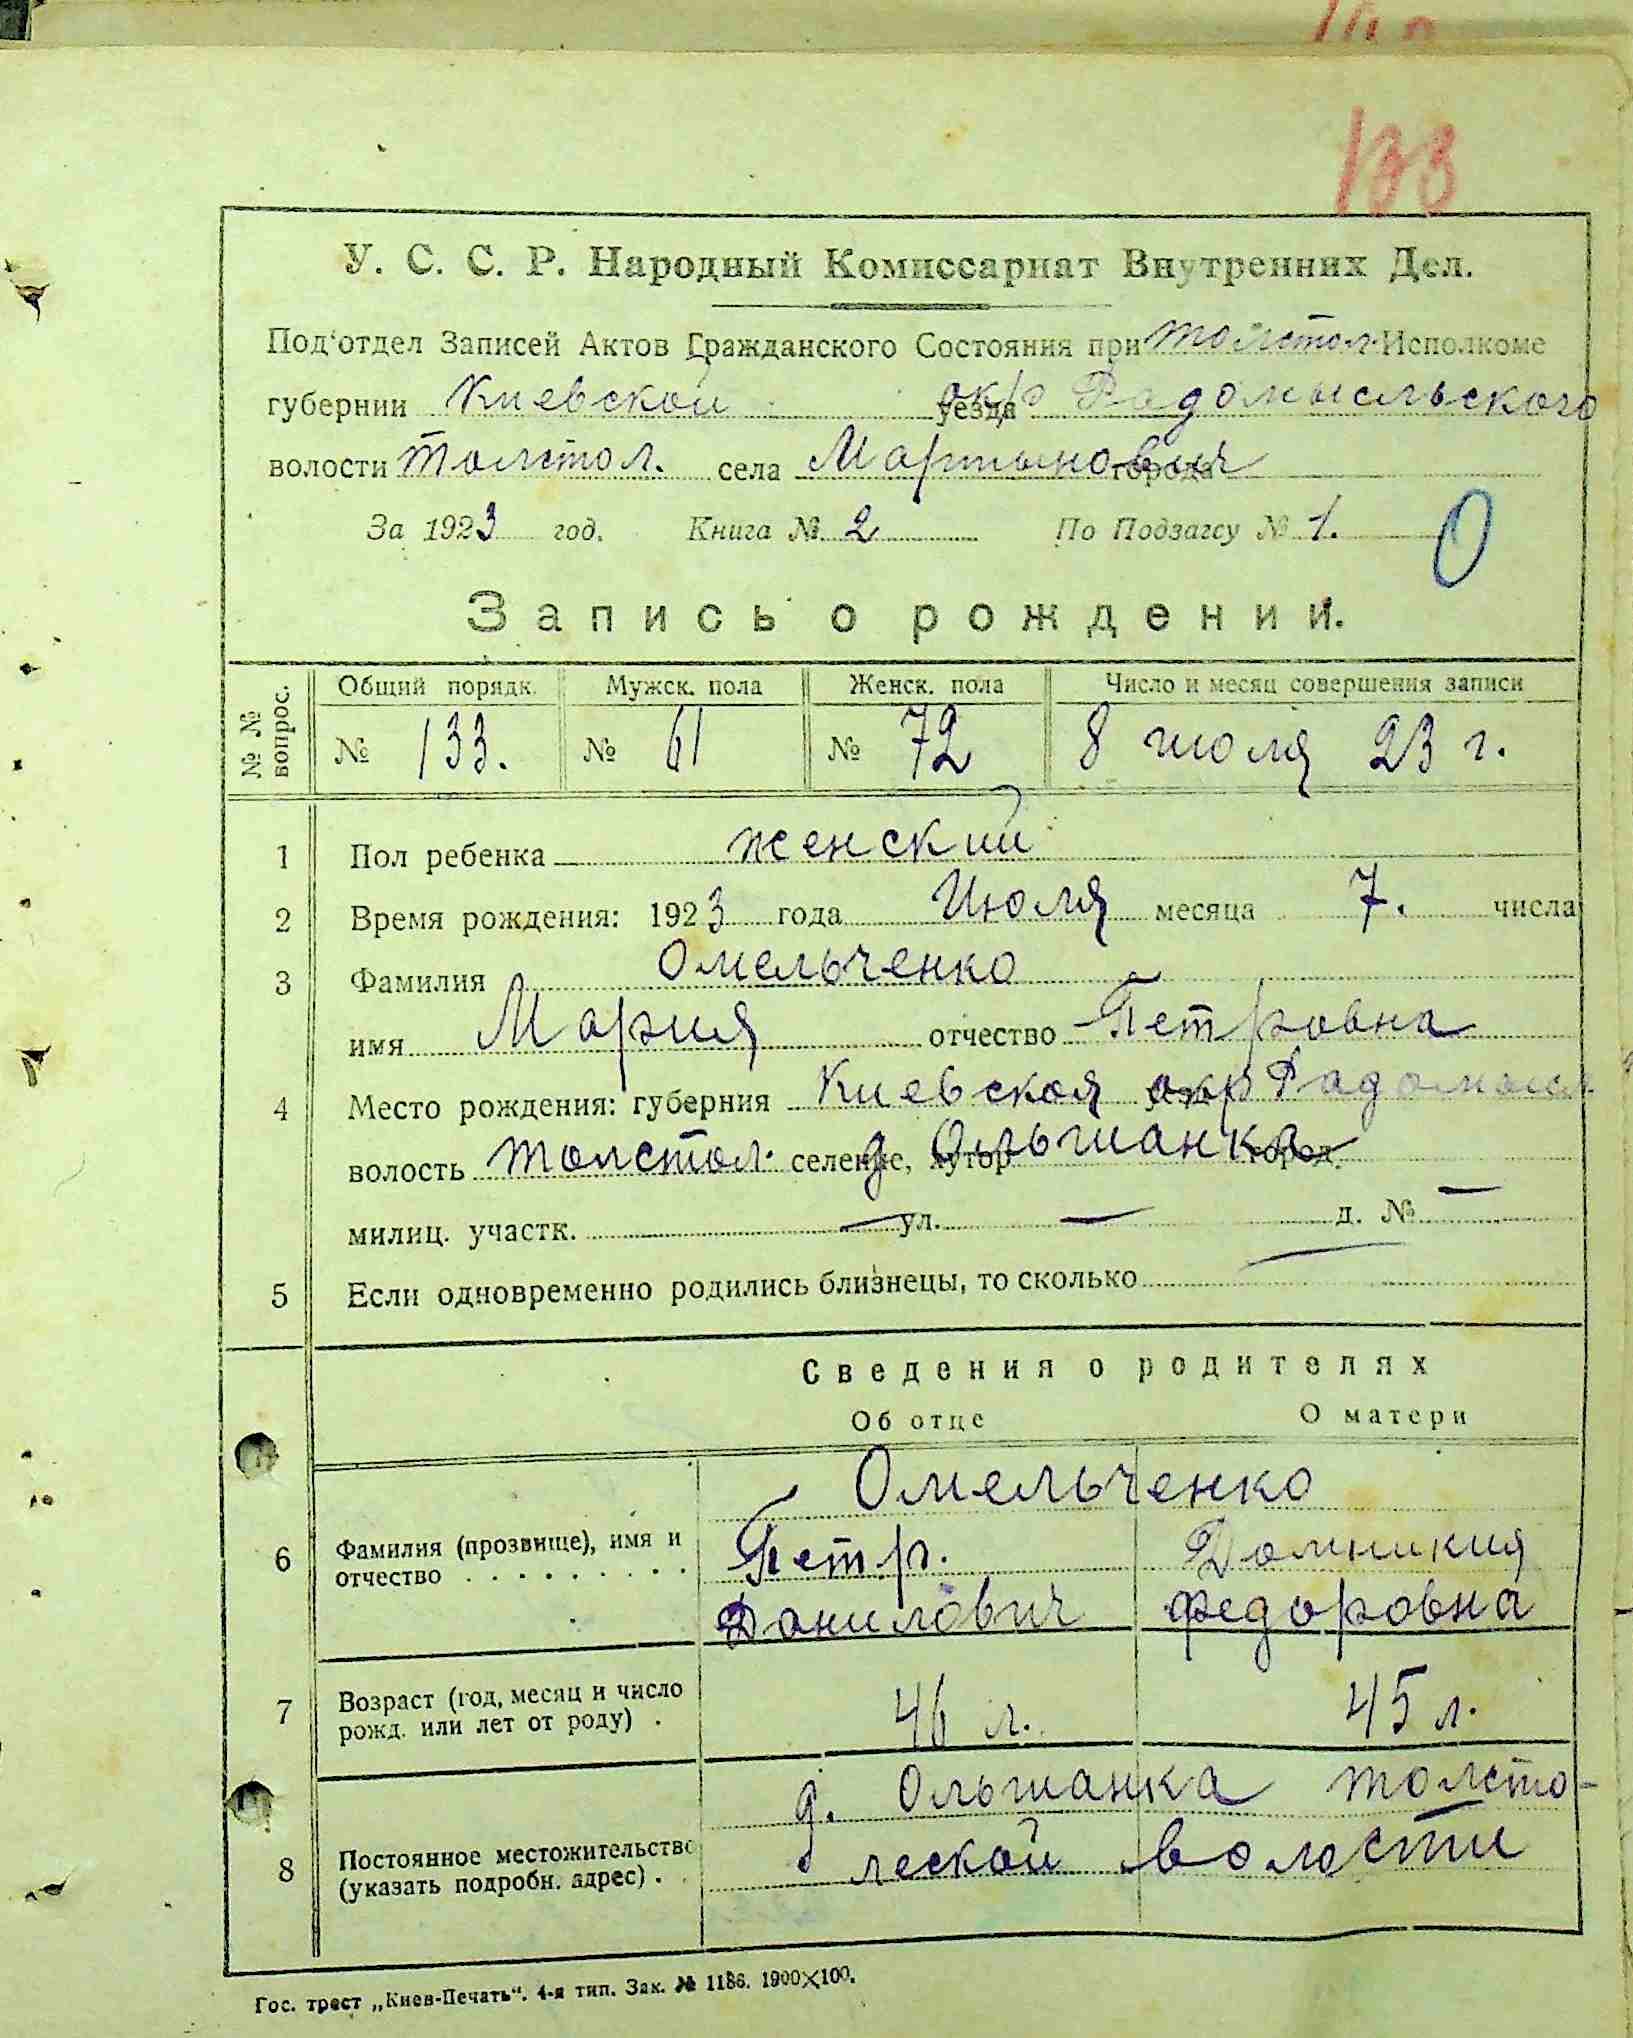 133
У. С. С. Р. Народный Комиссариат Внутренних Дел.
Под'отдел Записей Актов Гражданского Состояния при Толстол. Исполкоме
губернии Киевской окр уезда Радомысльского
волости Толстол. села Мартынович города
За 1923 год. Книга № 2 По Подзагсу № 1. 0
Запись о рождении.
№ № вопрос. Общий порядк. Мужск. пола Женск. пола Число и месяц совершения записи
№ 133. № 61 № 72 8 июля 23 г.
1 Пол ребенка женский
2 Время рождения: 1923 года Июля месяца 7. числа
3 Фамилия Омельченко
имя Мария отчество Петровна
4 Место рождения: губерния Киевская окр Радомысл
волость Толстол. селение, хутор д Ольшанка город.
милиц. участк. — ул. — д. № —
5 Если одновременно родились близнецы, то сколько —
Сведения о родителях
Об отце О матери
Омельченко
6 Фамилия (прозвище), имя и Петр. Домникия
отчество . . . . . . . . . Данилович Федоровна
7 Возраст (год, месяц и число 46 л. 45 л.
рожд. или лет от роду) .
д. Ольшанка толсто-
8 Постоянное местожительство леской волости
(указать подробн. адрес) .
Гос. трест „Киев-Печать". 4-я тип. Зак. № 1186. 1900×100.